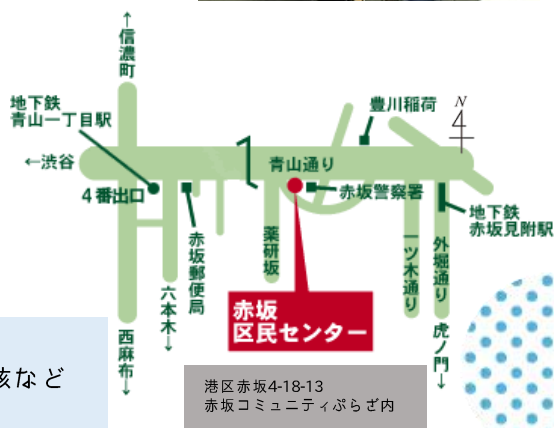 ↑信濃町
地下鉄
青山一丁目駅
豊川稲荷
N
←渋谷
青山通り
4番出口
赤坂警察署
地下鉄
赤坂見附駅
赤坂郵便局
薬研坂
一ツ木通り
外堀通り
六本木→
赤坂
区民センター
西麻布→
虎ノ門→
など
港区赤坂4-18-13
赤坂コミュニティぷらざ内